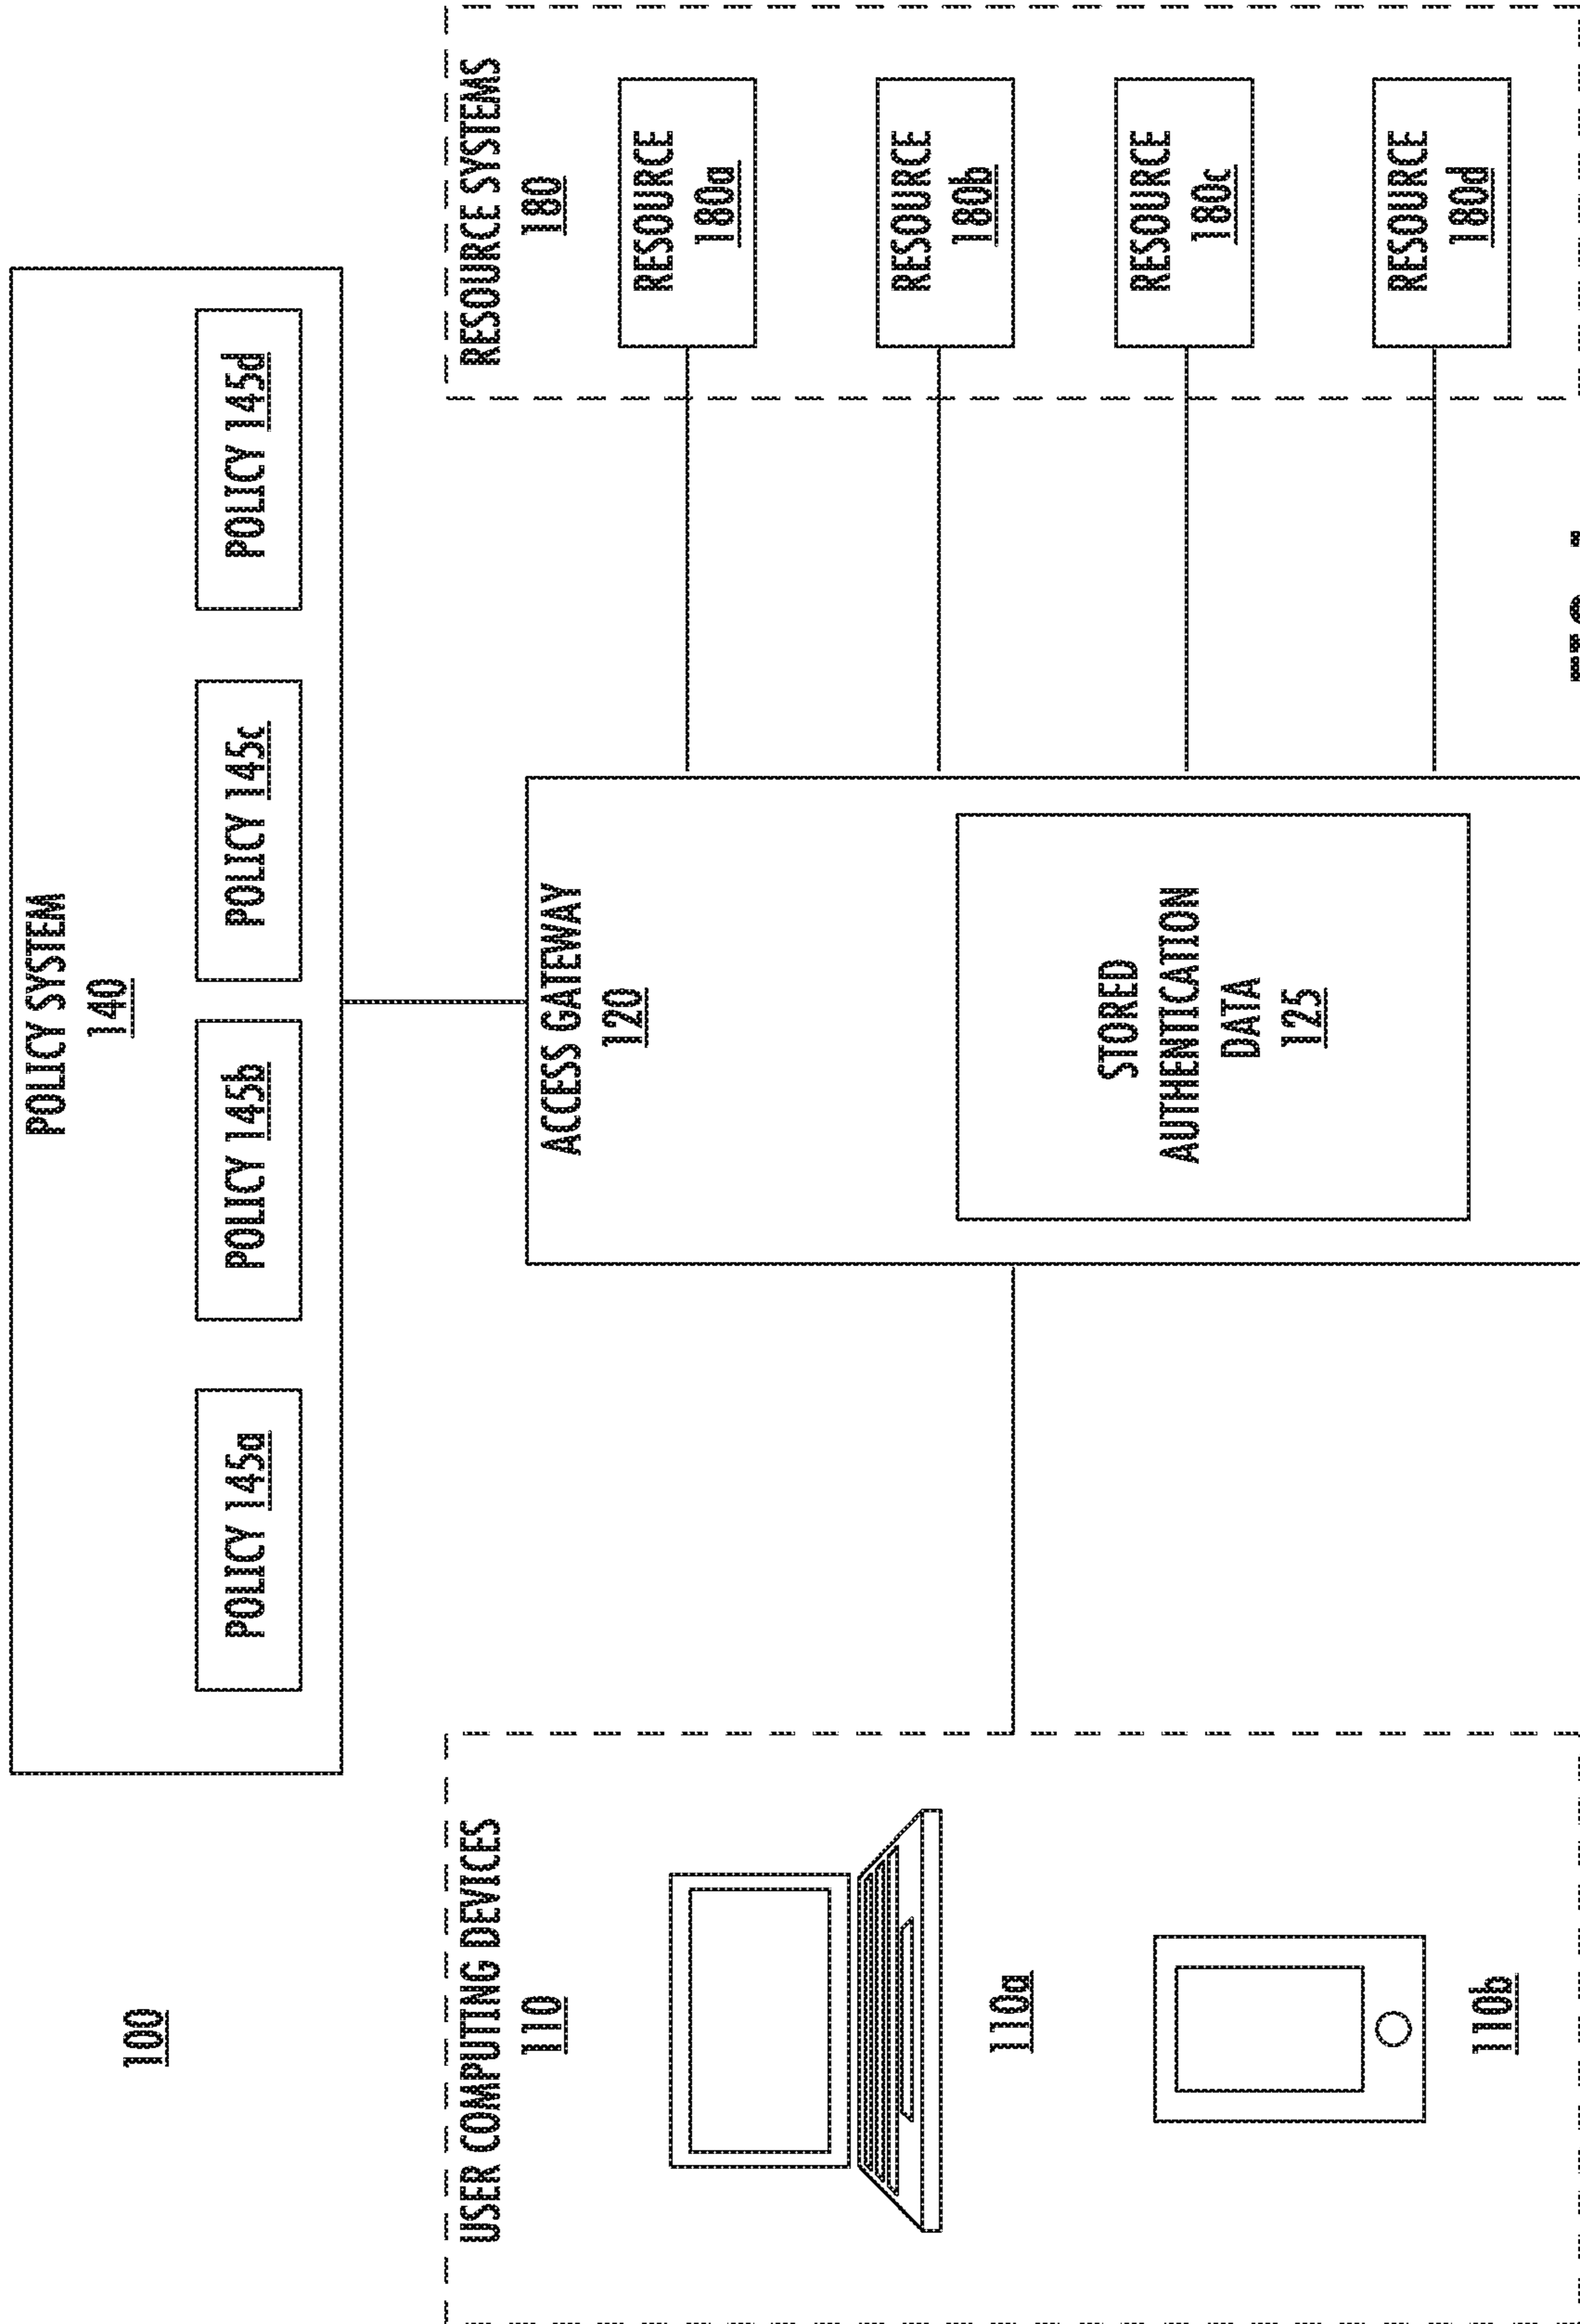 100
POLICY SYSTEM
140
POLICY 145a
POLICY 145b
POLICY 145c
POLICY 145d
USER COMPUTING DEVICES
110
110a
110b
ACCESS GATEWAY
120
STORED
AUTHENTICATION
DATA
125
RESOURCE SYSTEMS
180
RESOURCE
180a
RESOURCE
180b
RESOURCE
180c
RESOURCE
180d